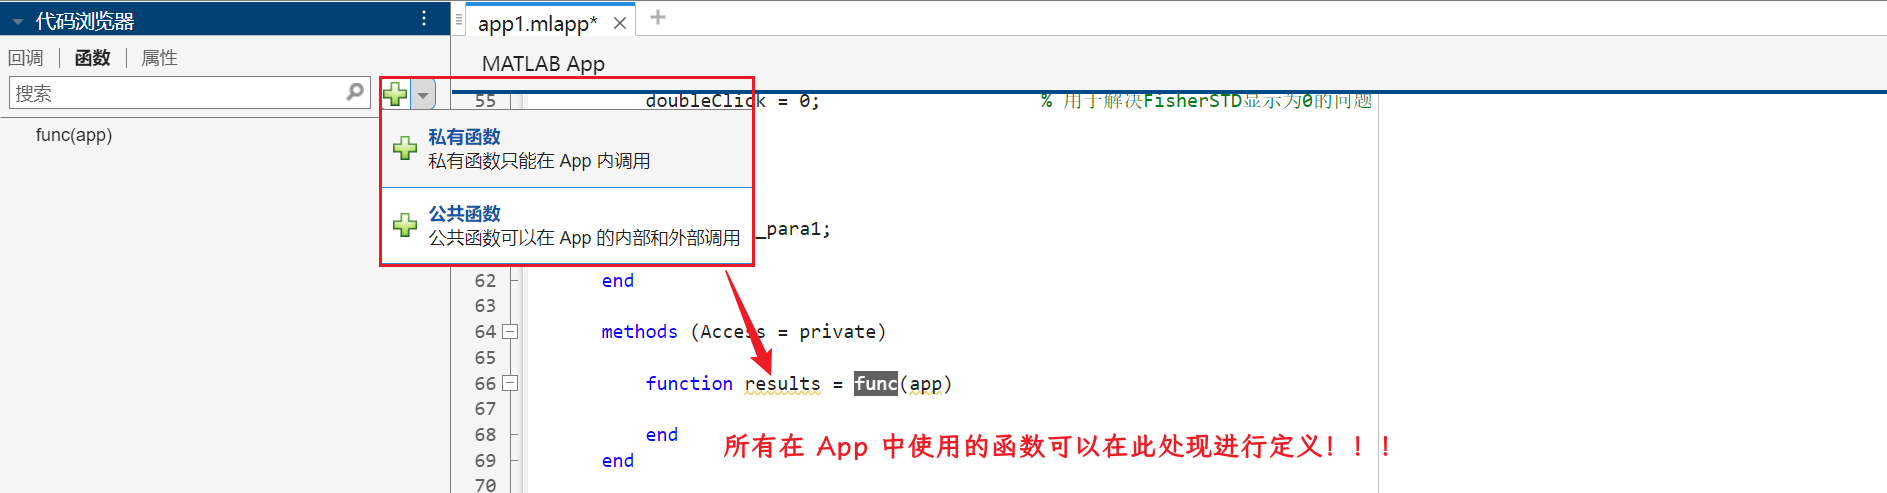 代码浏览器
app1.mlapp*
回调 函数 属性
MATLAB App
搜索
func(app)
55 doubleClick = 0; % 用于解决FisherSTD显示为0的问题
私有函数
私有函数只能在 App 内调用
公共函数
公共函数可以在 App 的内部和外部调用
_para1;
62 end
63
64 methods (Access = private)
65
66 function results = func(app)
67
68 end
所有在 App 中使用的函数可以在此处现进行定义！！！
69 end
70